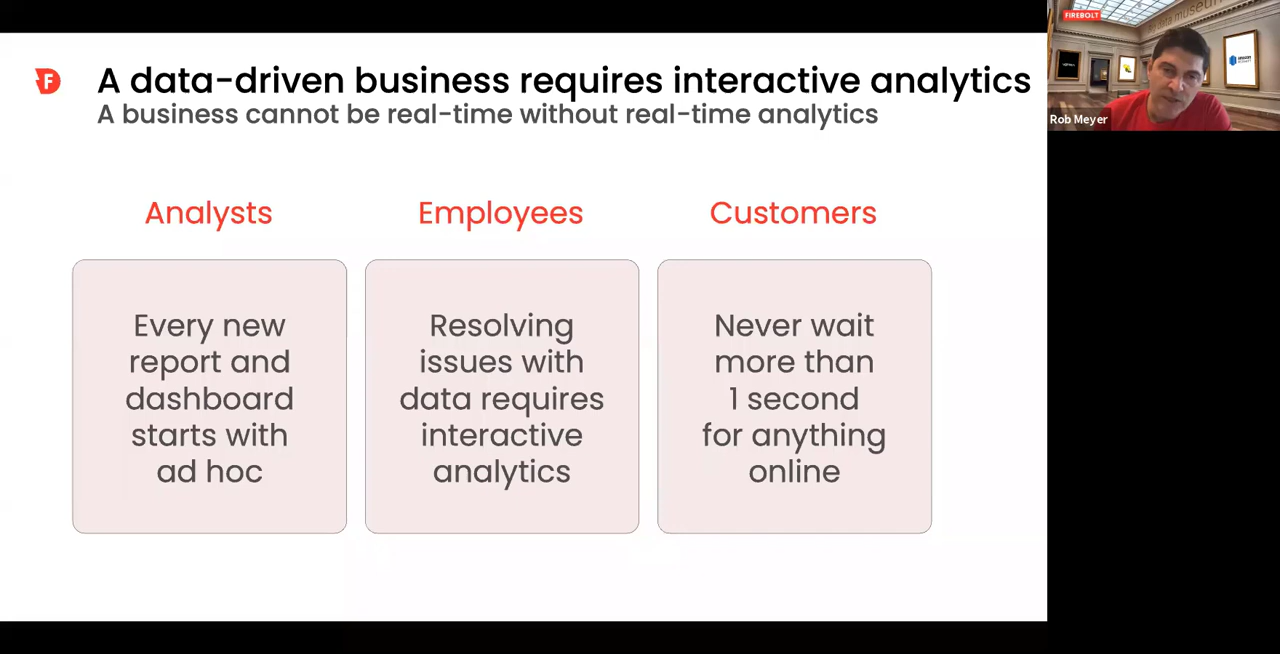 A data-driven business requires interactive analytics
A business cannot be real-time without real-time analytics
Analysts
Every new
report and
dashboard
starts with
ad hoc
Employees
Resolving
issues with
data requires
interactive
analytics
Customers
Never wait
more than
1 second
for anything
online
F
FIREBOLT
Rob Meyer